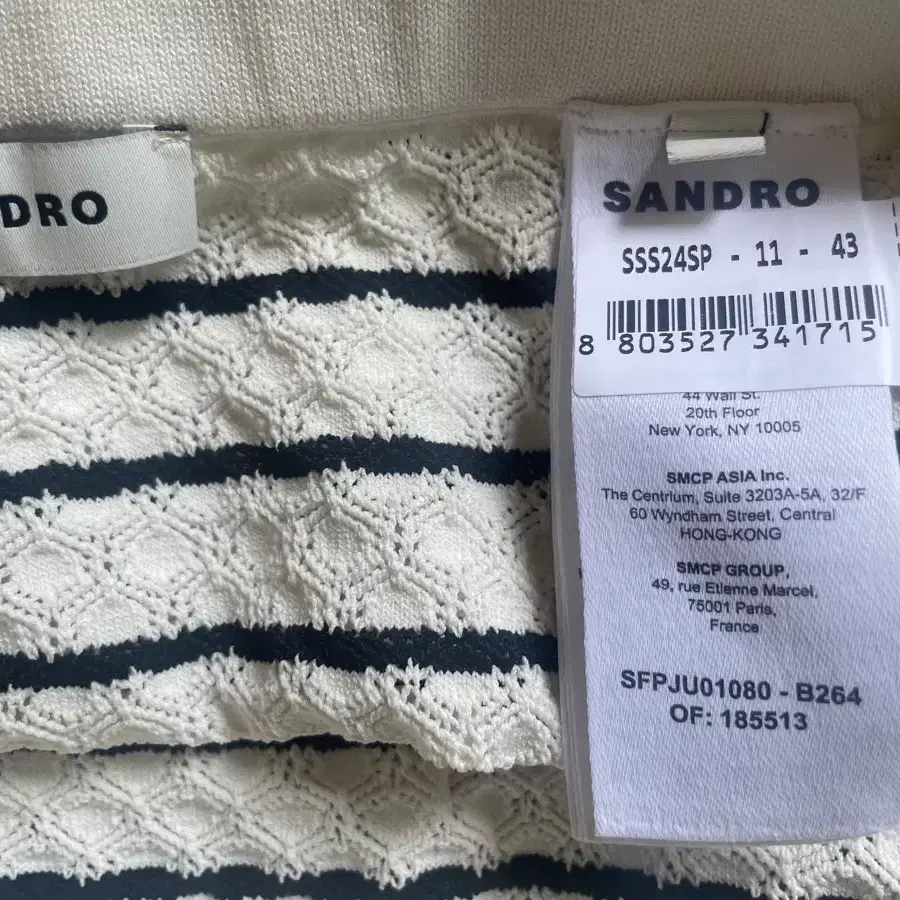 DRO
SANDRO
SSS24SP - 11 - 43
8 803527 341715
44 Wall St.
20th Floor
New York, NY 10005
SMCP ASIA Inc.
The Centrium, Suite 3203A-5A, 32/F
60 Wyndham Street, Central
HONG-KONG
SMCP GROUP,
49, rue Etienne Marcel,
75001 Paris,
France
SFPJU01080 - B264
OF: 185513